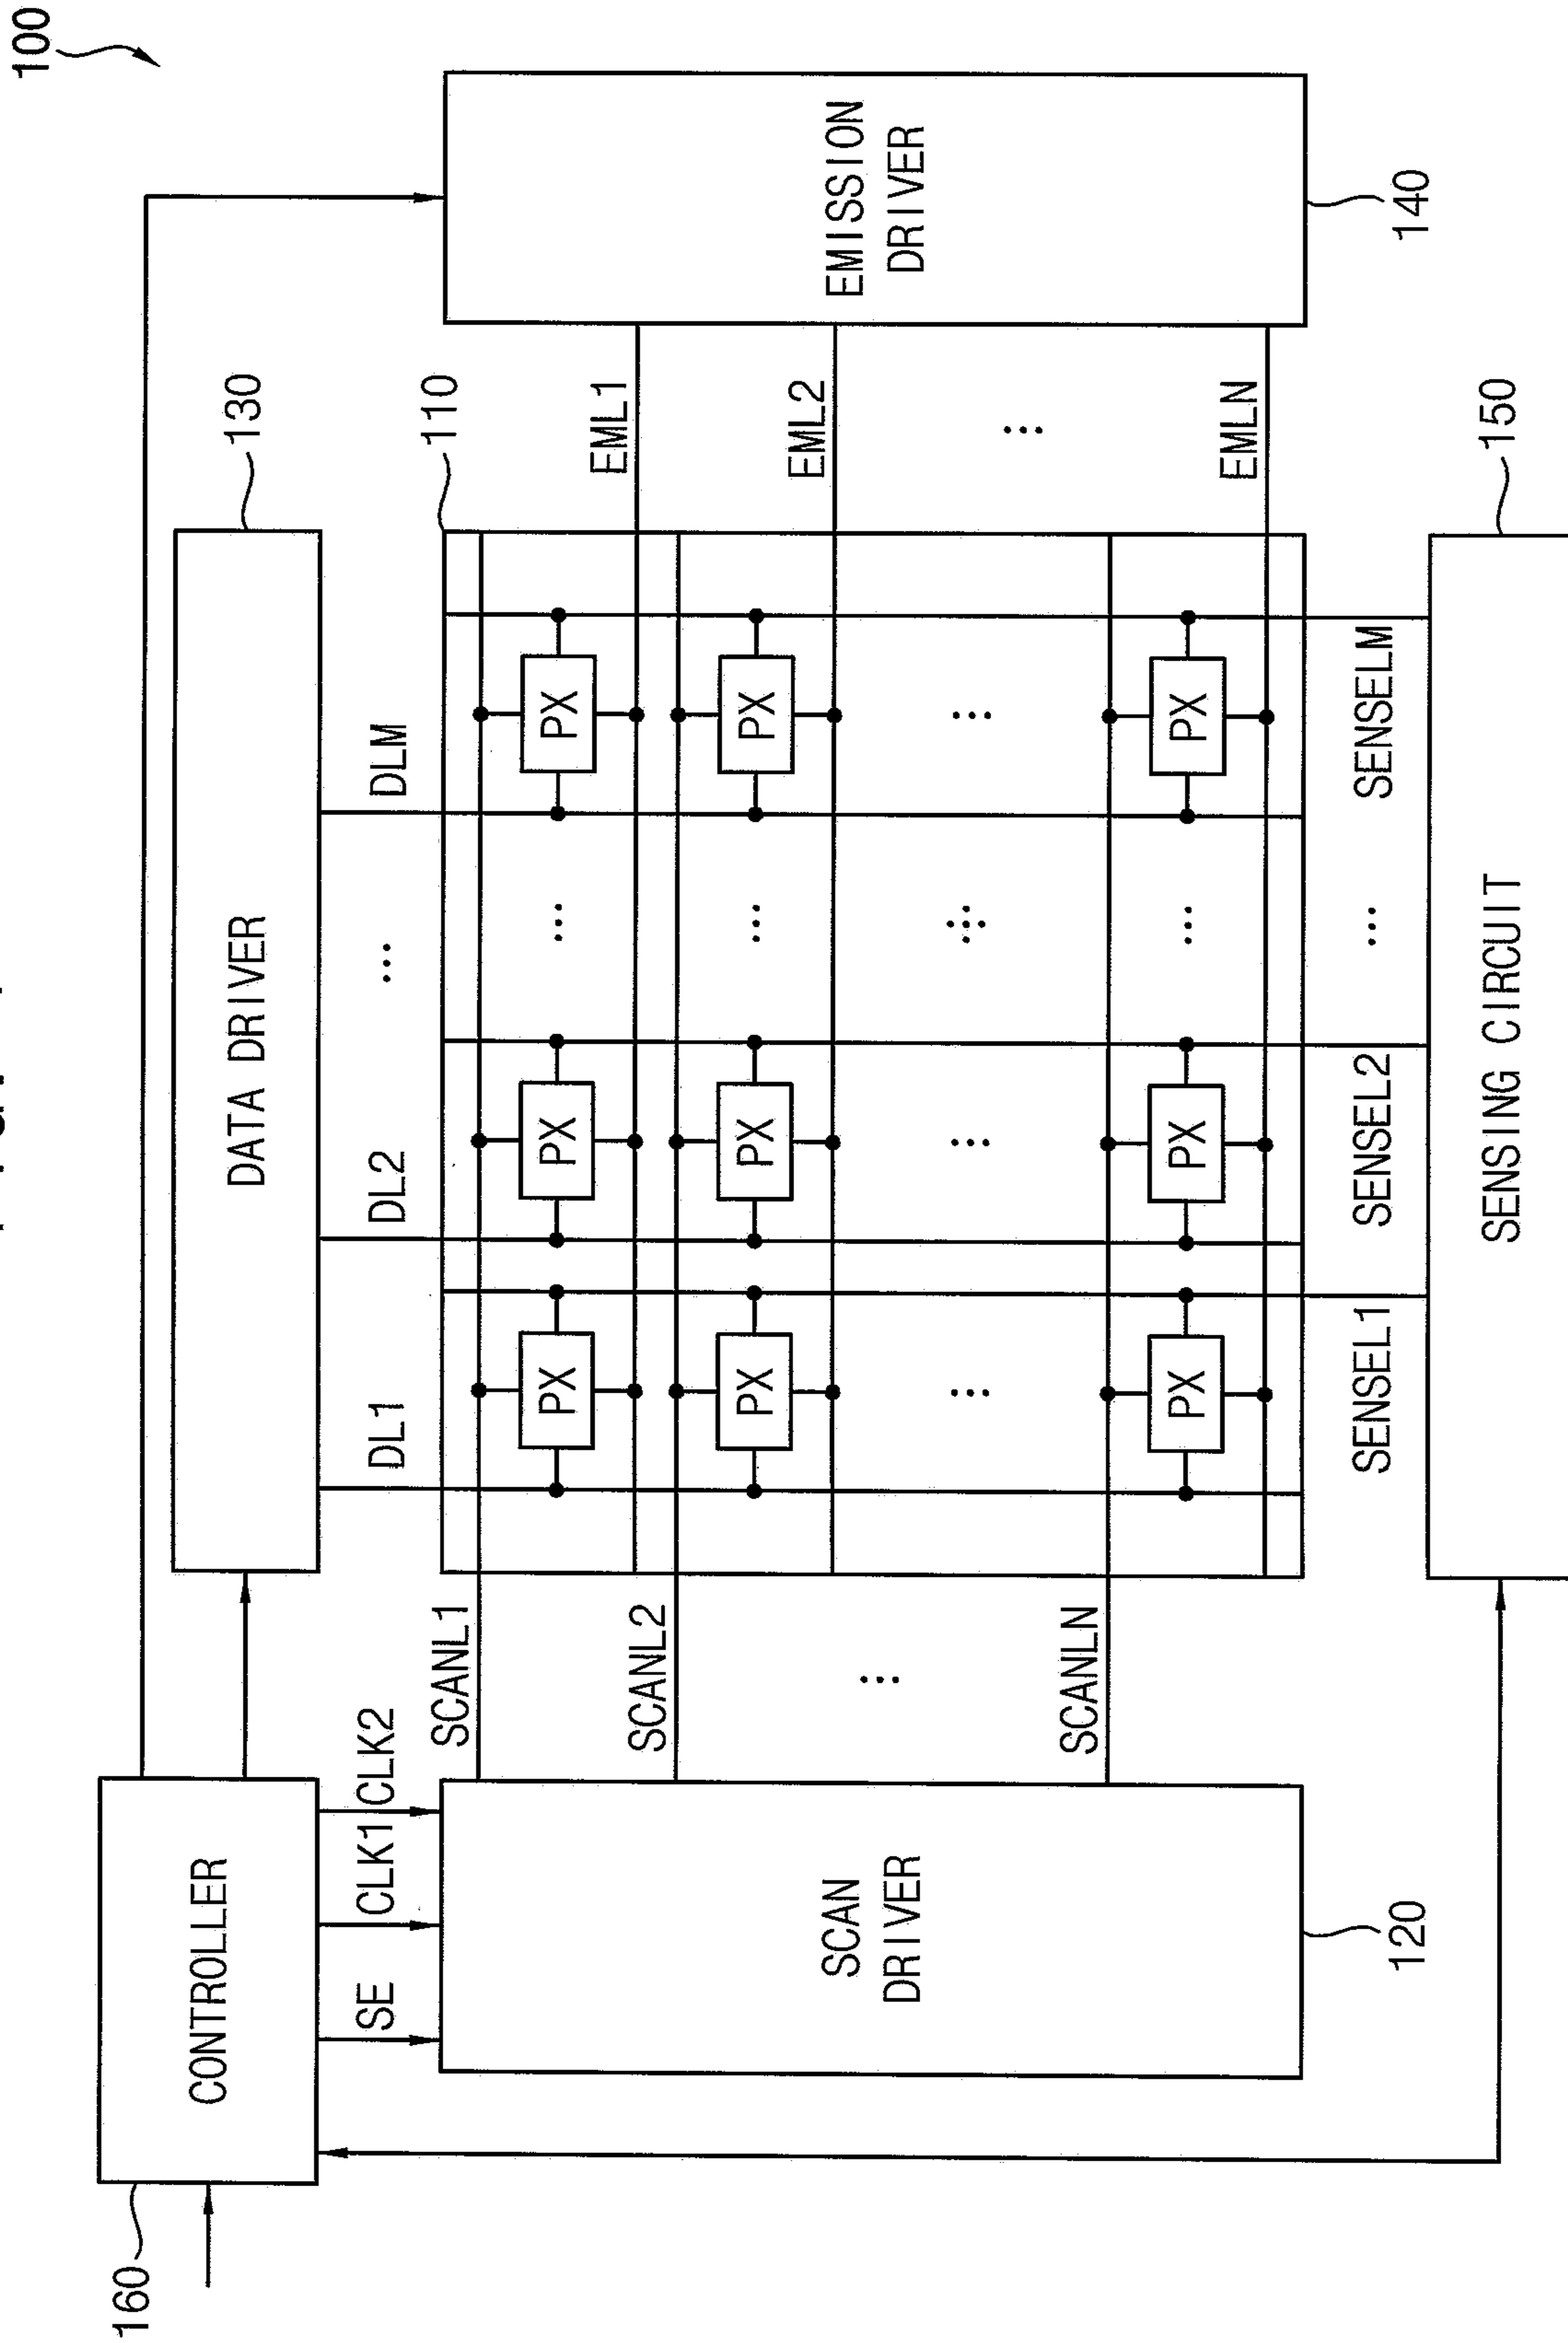 100
160
CONTROLLER
DATA DRIVER
130
SE
CLK1
CLK2
DL1
DL2
...
DLM
110
SCANL1
PX
PX
...
PX
EML1
SCANL2
PX
PX
...
PX
EML2
SCAN
DRIVER
EMISSION
DRIVER
SCANLN
PX
PX
...
PX
EMLN
120
SENSEL1
SENSEL2
...
SENSELM
140
SENSING CIRCUIT
150